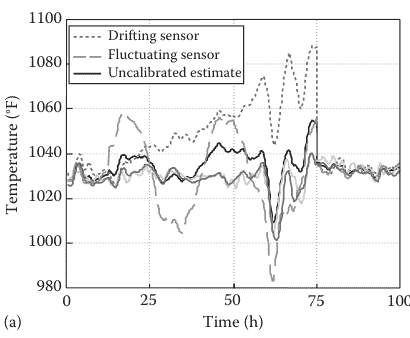 1100
1080
1060
1040
1020
1000
980
Temperature (°F)
Drifting sensor
Fluctuating sensor
Uncalibrated estimate
0
25
50
75
100
(a)
Time (h)